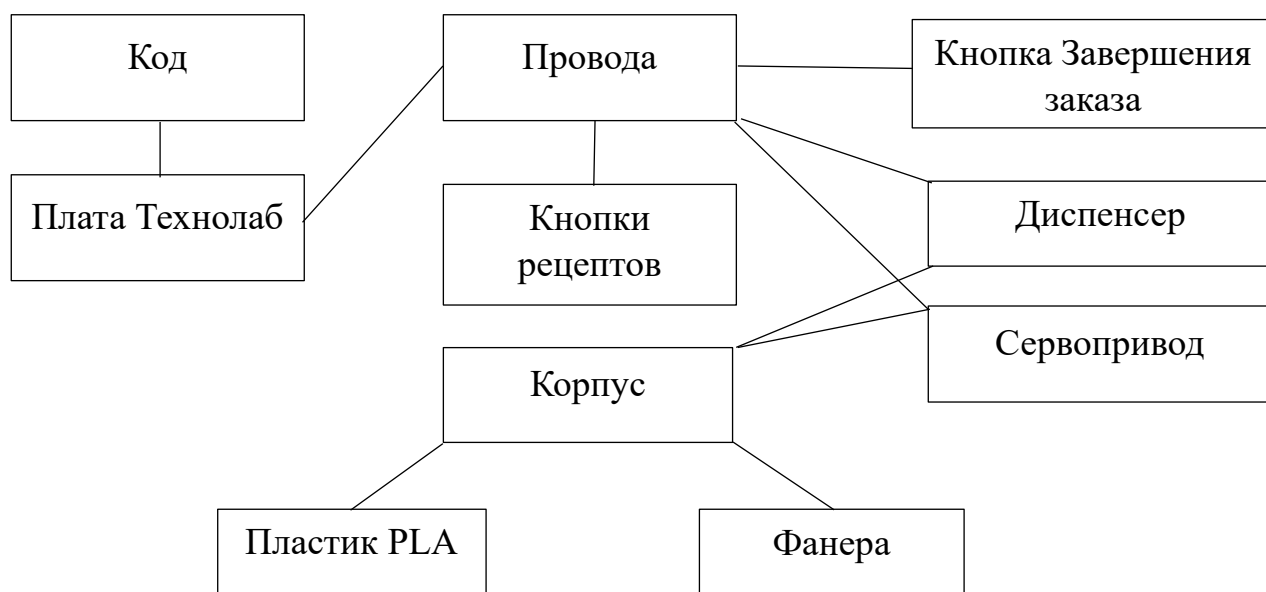 Код
Провода
Кнопка Завершения
заказа
Плата Технолаб
Кнопки
рецептов
Диспенсер
Сервопривод
Корпус
Пластик PLA
Фанера